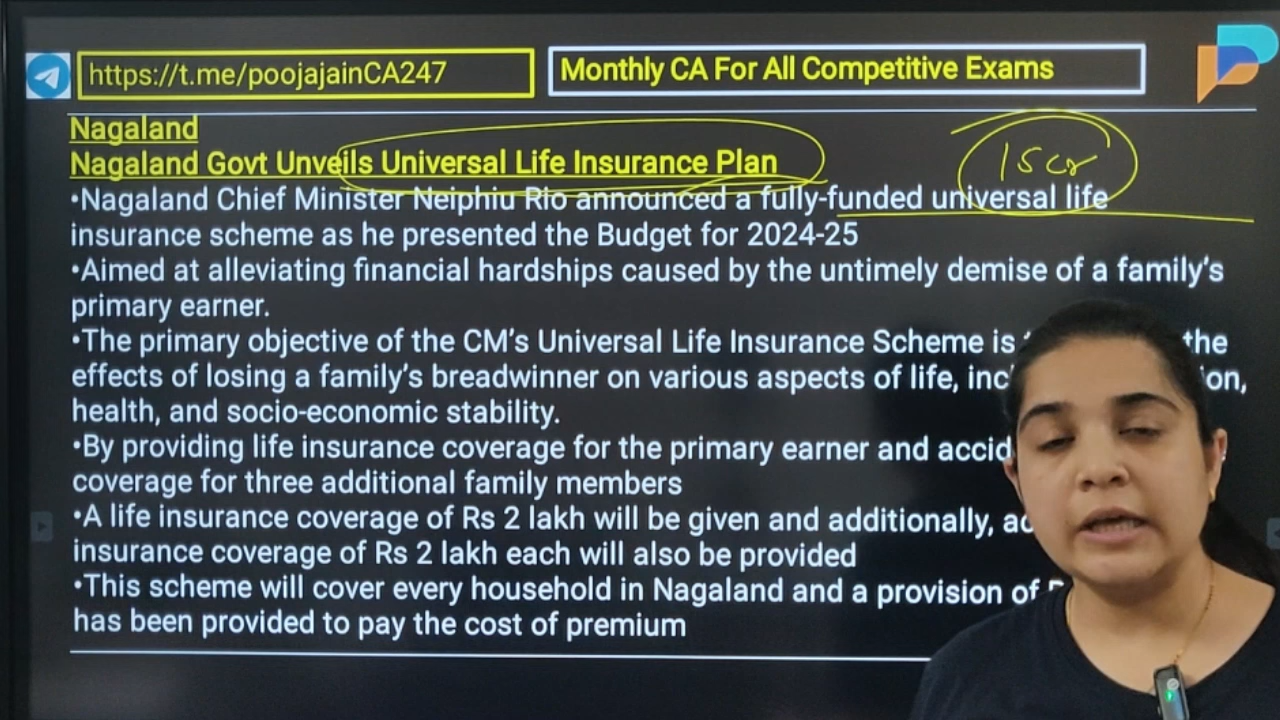 https://t.me/poojajainCA247
Monthly CA For All Competitive Exams
Nagaland
Nagaland Govt Unveils Universal Life Insurance Plan
15 cr
•Nagaland Chief Minister Neiphiu Rio announced a fully-funded universal life
insurance scheme as he presented the Budget for 2024-25
•Aimed at alleviating financial hardships caused by the untimely demise of a family's
primary earner.
•The primary objective of the CM's Universal Life Insurance Scheme is the
effects of losing a family's breadwinner on various aspects of life,
health, and socio-economic stability.
•By providing life insurance coverage for the primary earner and
coverage for three additional family members
•A life insurance coverage of Rs 2 lakh will be given and additionally,
insurance coverage of Rs 2 lakh each will also be provided
•This scheme will cover every household in Nagaland and a provision of
has been provided to pay the cost of premium